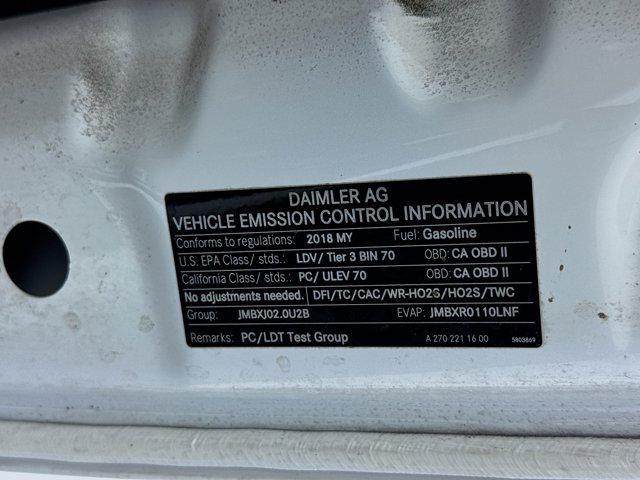 DAIMLER AG
VEHICLE EMISSION CONTROL INFORMATION
Conforms to regulations: 2018 MY Fuel: Gasoline
U.S. EPA Class/ stds.: LDV/ Tier 3 BIN 70 OBD: CA OBD II
California Class/ stds.: PC/ ULEV 70 OBD: CA OBD II
No adjustments needed. DFI/TC/CAC/WR-HO2S/HO2S/TWC
Group: JMBXJ02.0U2B EVAP: JMBXR0110LNF
Remarks: PC/LDT Test Group A 270 221 16 00 5803869